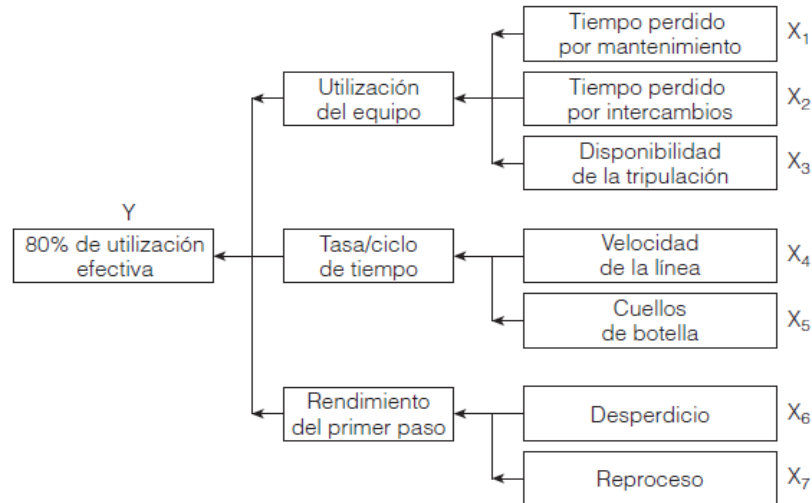 Tiempo perdido
por mantenimiento
X1
Utilización
del equipo
Tiempo perdido
por intercambios
X2
Disponibilidad
de la tripulación
X3
Y
80% de utilización
efectiva
Tasa/ciclo
de tiempo
Velocidad
de la línea
X4
Cuellos
de botella
X5
Rendimiento
del primer paso
Desperdicio
X6
Reproceso
X7